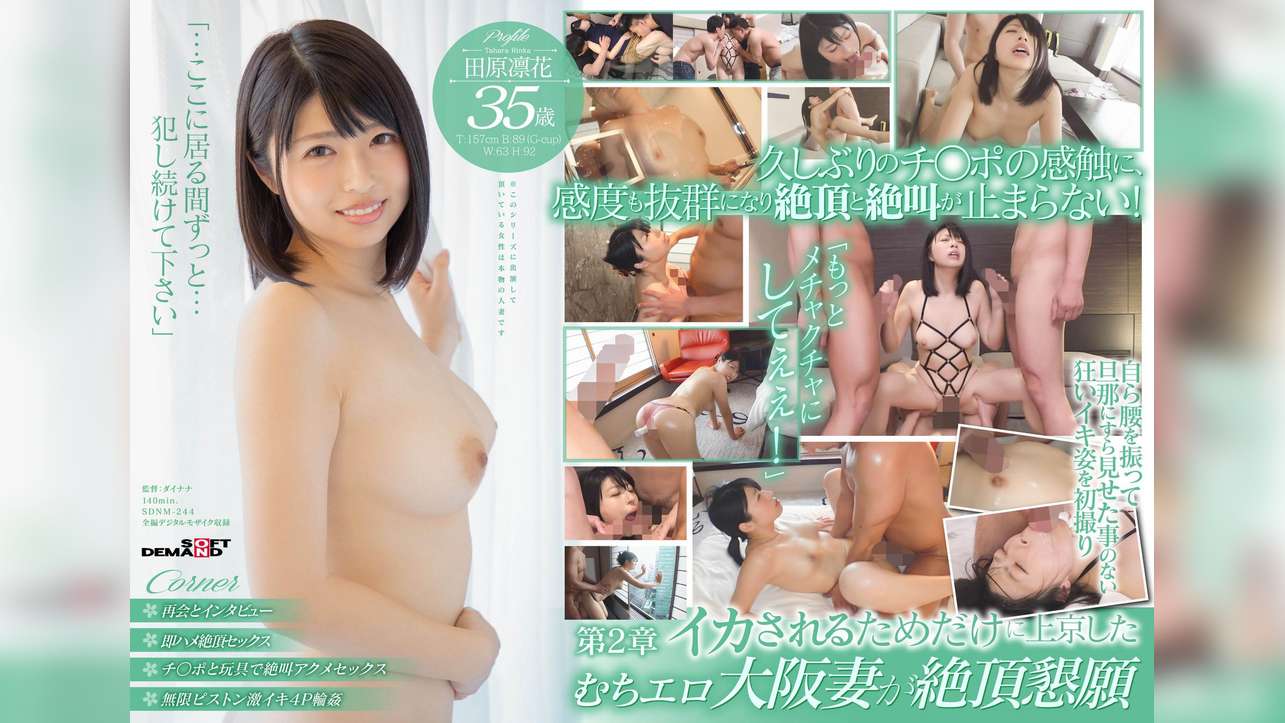 「…ここに居る間ずっと…
犯し続けて下さい」
Profile
Tahara Rinka
田原凛花
35歳
T:157cm B:89(G-cup)
W:63 H:92
※このシリーズに出演して
頂いている女性は本物の人妻です
監督:ダイナナ
140min.
SDNM-244
全編デジタルモザイク収録
SOFT
DEMAND
Corner
再会とインタビュー
即ハメ絶頂セックス
チ〇ポと玩具で絶叫アクメセックス
無限ピストン激イキ4P輪姦
久しぶりのチ〇ポの感触に、
感度も抜群になり絶頂と絶叫が止まらない!
「もっと
メチャクチャに
してぇぇ!」
自ら腰を振って
旦那にすら見せた事のない
狂いイキ姿を初撮り
第2章 イカされるためだけに上京した
むちエロ大阪妻が絶頂懇願